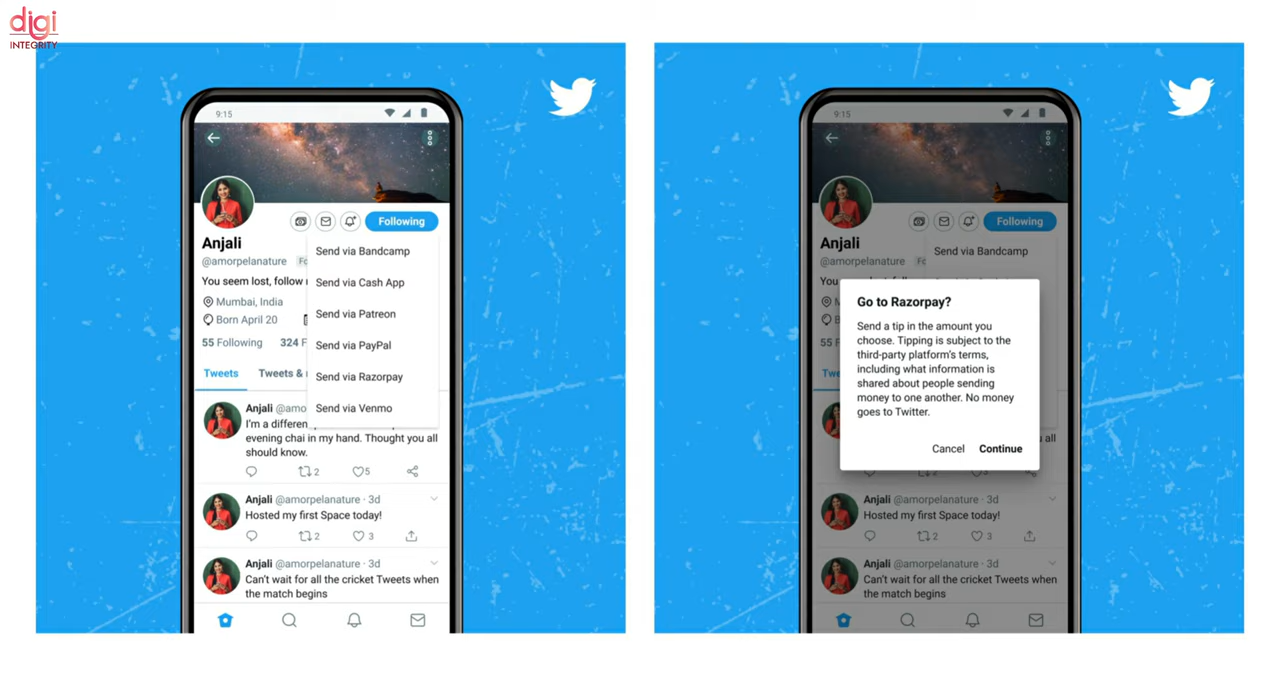 digi
INTEGRITY
9:15
Following
Anjali
@amorpelanature
You seem lost, follow
Mumbai, India
Born April 20
55 Following 324 F
Send via Bandcamp
Send via Cash App
Send via Patreon
Send via PayPal
Send via Razorpay
Send via Venmo
Tweets Tweets &
Anjali @amo
I'm a differen
evening chai in my hand. Thought you all
should know.
2 5
Anjali @amorpelanature · 3d
Hosted my first Space today!
2 3
Anjali @amorpelanature · 3d
Can't wait for all the cricket Tweets when
the match begins
9:15
Following
Anjali
@amorpelanature
Send via Bandcamp
You
M
B
55
Go to Razorpay?
Send a tip in the amount you
choose. Tipping is subject to the
third-party platform's terms,
including what information is
shared about people sending
money to one another. No money
goes to Twitter.
Cancel Continue
Twe
all
Anjali @amorpelanature · 3d
Hosted my first Space today!
2 3
Anjali @amorpelanature · 3d
Can't wait for all the cricket Tweets when
the match begins